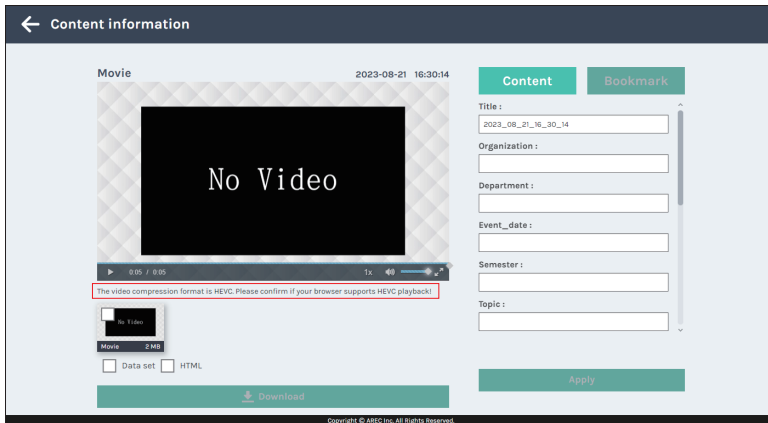 Content information
Movie
2023-08-21 16:30:14
No Video
0:05 / 0:05
1x
The video compression format is HEVC. Please confirm if your browser supports HEVC playback!
No Video
Movie 2 MB
Data set HTML
Download
Content
Bookmark
Title :
2023_08_21_16_30_14
Organization :
Department :
Event_date :
Semester :
Topic :
Apply
Copyright © AREC Inc. All Rights Reserved.